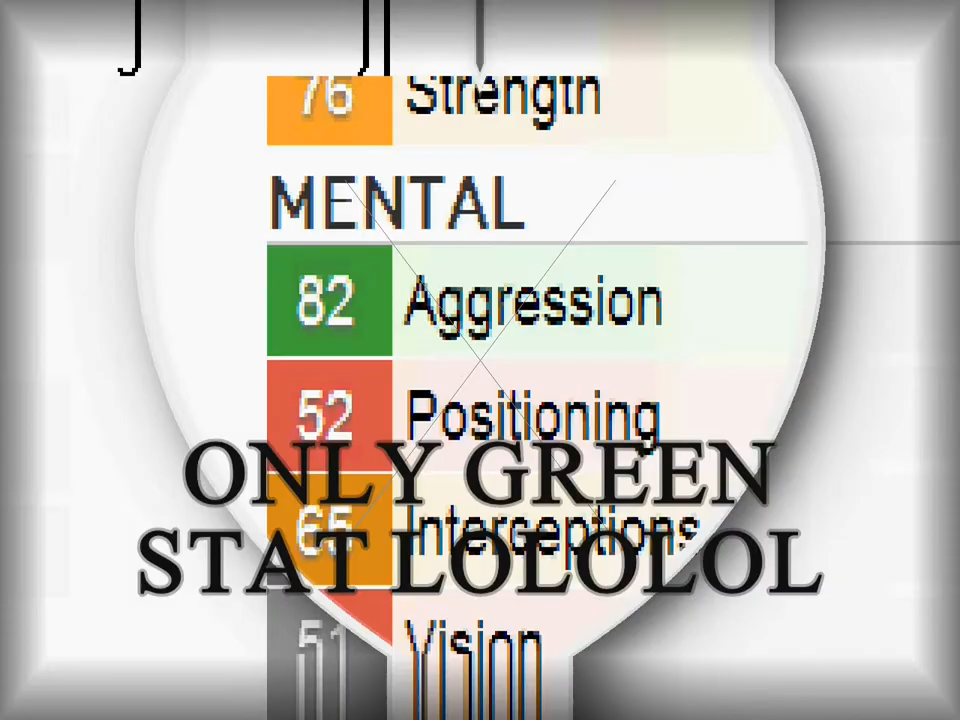 76 Strength
MENTAL
82 Aggression
52 Positioning
ONLY GREEN
65 Interceptions
STAT LOLOLOL
51 Vision